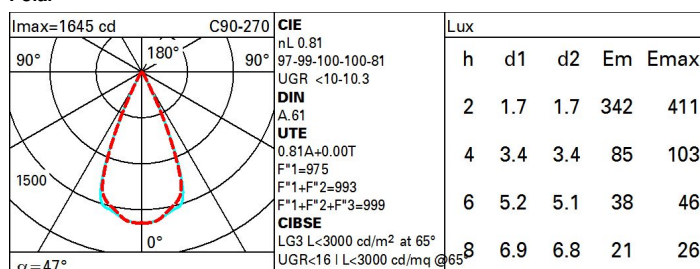 Imax=1645 cd C90-270
90° 180° 90°
1500
0°
α=47°
CIE
nL 0.81
97-99-100-100-81
UGR <10-10.3
DIN
A.61
UTE
0.81A+0.00T
F"1=975
F"1+F"2=993
F"1+F"2+F"3=999
CIBSE
LG3 L<3000 cd/m² at 65°
UGR<16 | L<3000 cd/mq @65°
Lux
h d1 d2 Em Emax
2 1.7 1.7 342 411
4 3.4 3.4 85 103
6 5.2 5.1 38 46
8 6.9 6.8 21 26